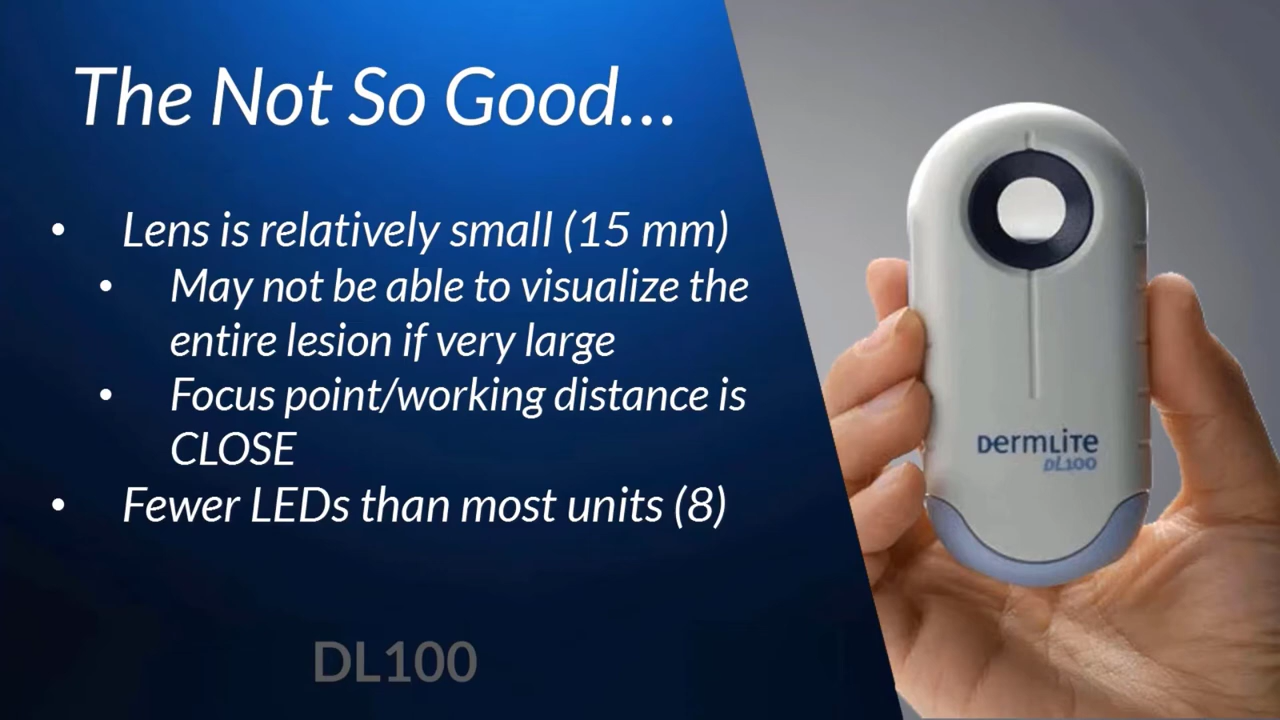 The Not So Good...
• Lens is relatively small (15 mm)
• May not be able to visualize the
entire lesion if very large
• Focus point/working distance is
CLOSE
• Fewer LEDs than most units (8)
DL100
DermLite
DL100